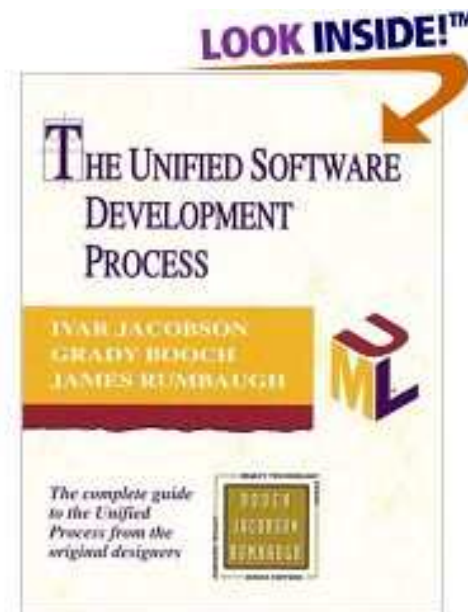 LOOK INSIDE!™
THE UNIFIED SOFTWARE
DEVELOPMENT
PROCESS
IVAR JACOBSON
GRADY BOOCH
JAMES RUMBAUGH
UML
The complete guide
to the Unified
Process from the
original designers
BOOCH
JACOBSON
RUMBAUGH